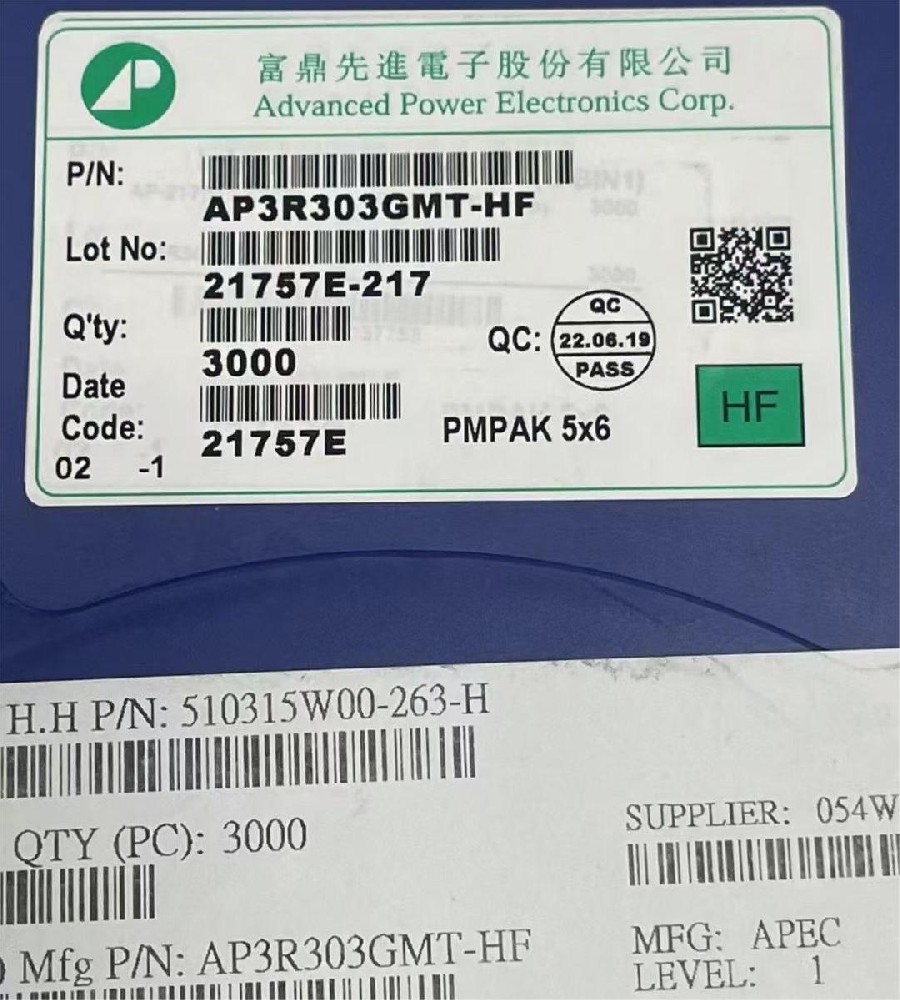 AP
富鼎先進電子股份有限公司
Advanced Power Electronics Corp.
P/N:
AP3R303GMT-HF
Lot No:
21757E-217
Q'ty:
3000
QC:
QC
22.06.19
PASS
Date
Code:
21757E
PMPAK 5x6
HF
02 -1
H.H P/N: 510315W00-263-H
QTY (PC): 3000
SUPPLIER: 054W
Mfg P/N: AP3R303GMT-HF
MFG: APEC
LEVEL: 1